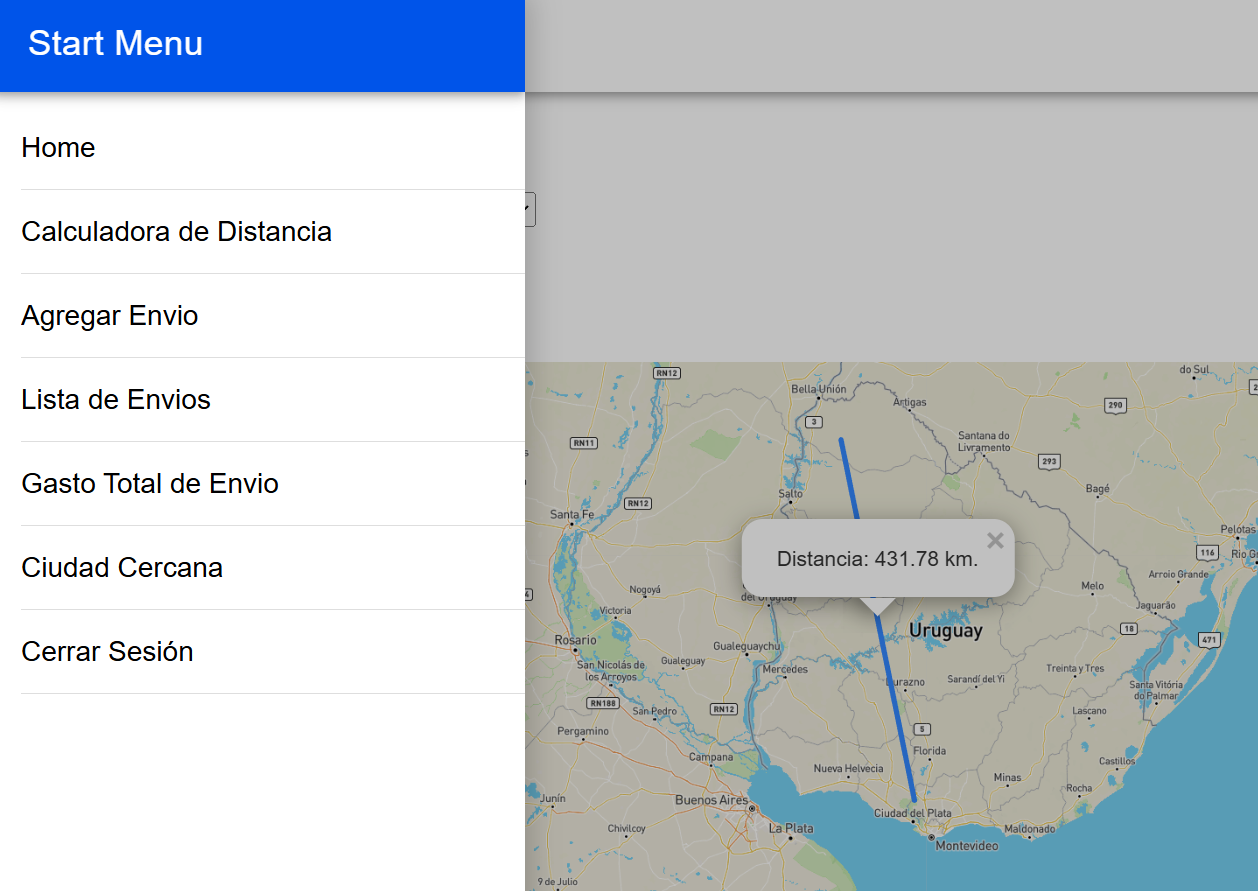 Start Menu
Home
Calculadora de Distancia
Agregar Envio
Lista de Envios
Gasto Total de Envio
Ciudad Cercana
Cerrar Sesión
do Sul
RN12
Bella Unión
Artigas
290
3
Santana do
Livramento
RN11
293
Bagé
Salto
RN12
Santa Fe
Pelotas
Distancia: 431.78 km.
×
116
Rio G
Arroio Grande
Melo
Nogoyá
del Uruguay
Jaguarão
Victoria
Uruguay
18
471
Rosario
Gualeguaychú
San Nicolás de
los Arroyos
Gualeguay
Mercedes
Treinta y Tres
Durazno
Sarandí del Yi
Santa Vitória
do Palmar
RN188
San Pedro
RN12
Lascano
Pergamino
5
Florida
Campana
Nueva Helvecia
Castillos
Minas
Rocha
Junín
Buenos Aires
Ciudad del Plata
Chivilcoy
La Plata
Maldonado
Montevideo
9 de Julio